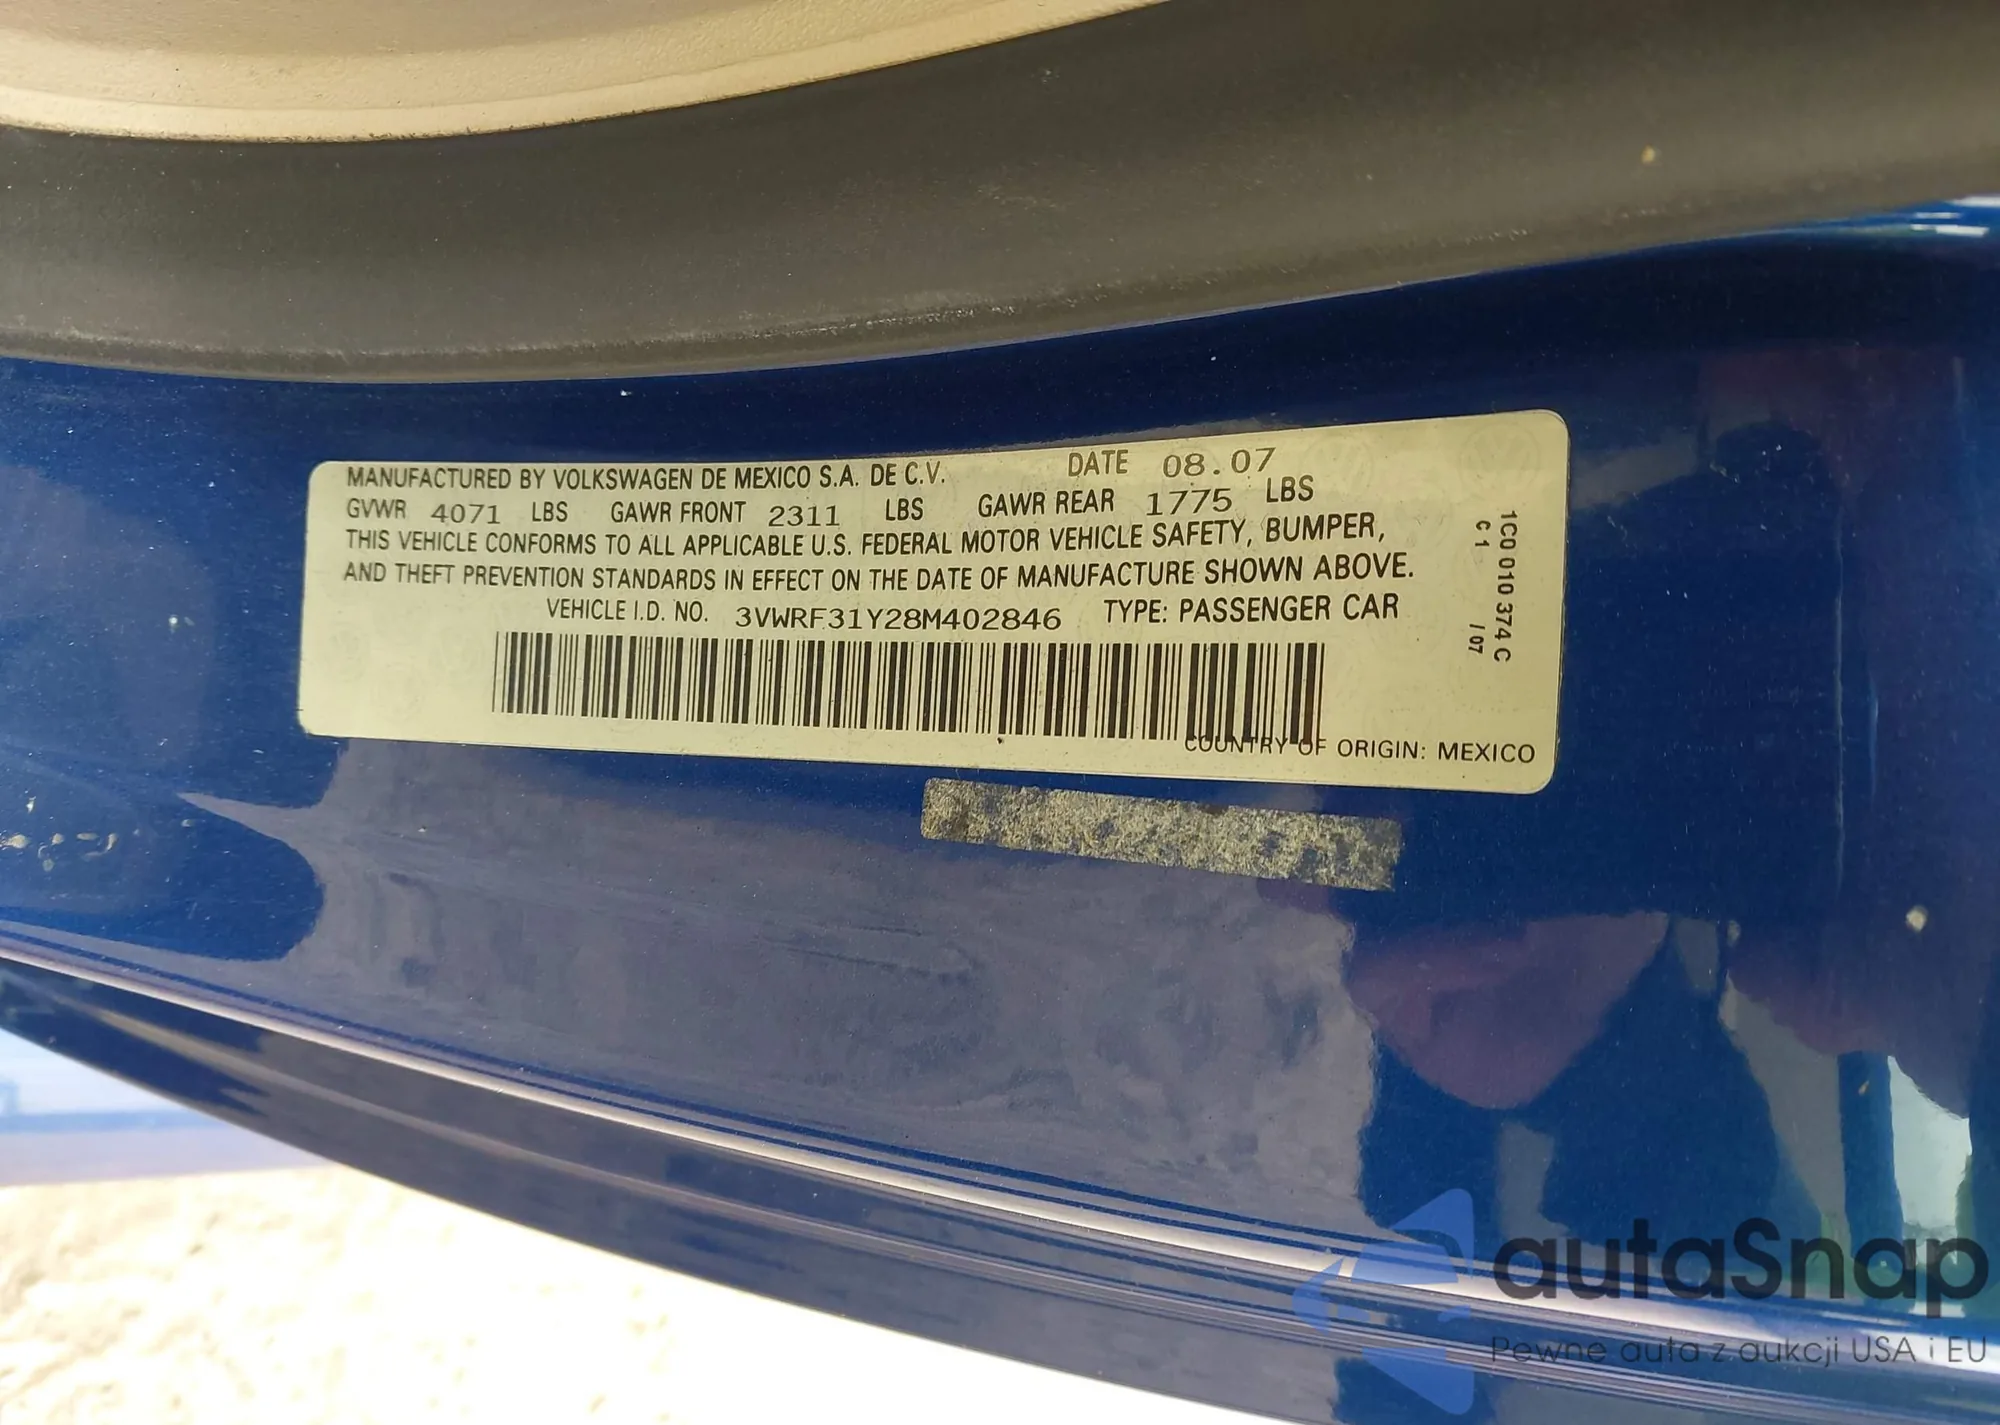 MANUFACTURED BY VOLKSWAGEN DE MEXICO S.A. DE C.V. DATE 08.07
GVWR 4071 LBS GAWR FRONT 2311 LBS GAWR REAR 1775 LBS
THIS VEHICLE CONFORMS TO ALL APPLICABLE U.S. FEDERAL MOTOR VEHICLE SAFETY, BUMPER,
AND THEFT PREVENTION STANDARDS IN EFFECT ON THE DATE OF MANUFACTURE SHOWN ABOVE.
VEHICLE I.D. NO. 3VWRF31Y28M402846 TYPE: PASSENGER CAR
COUNTRY OF ORIGIN: MEXICO
1C0 010 374 C
C 1 / 07
autaSnap
Pewne auta z aukcji USA i EU